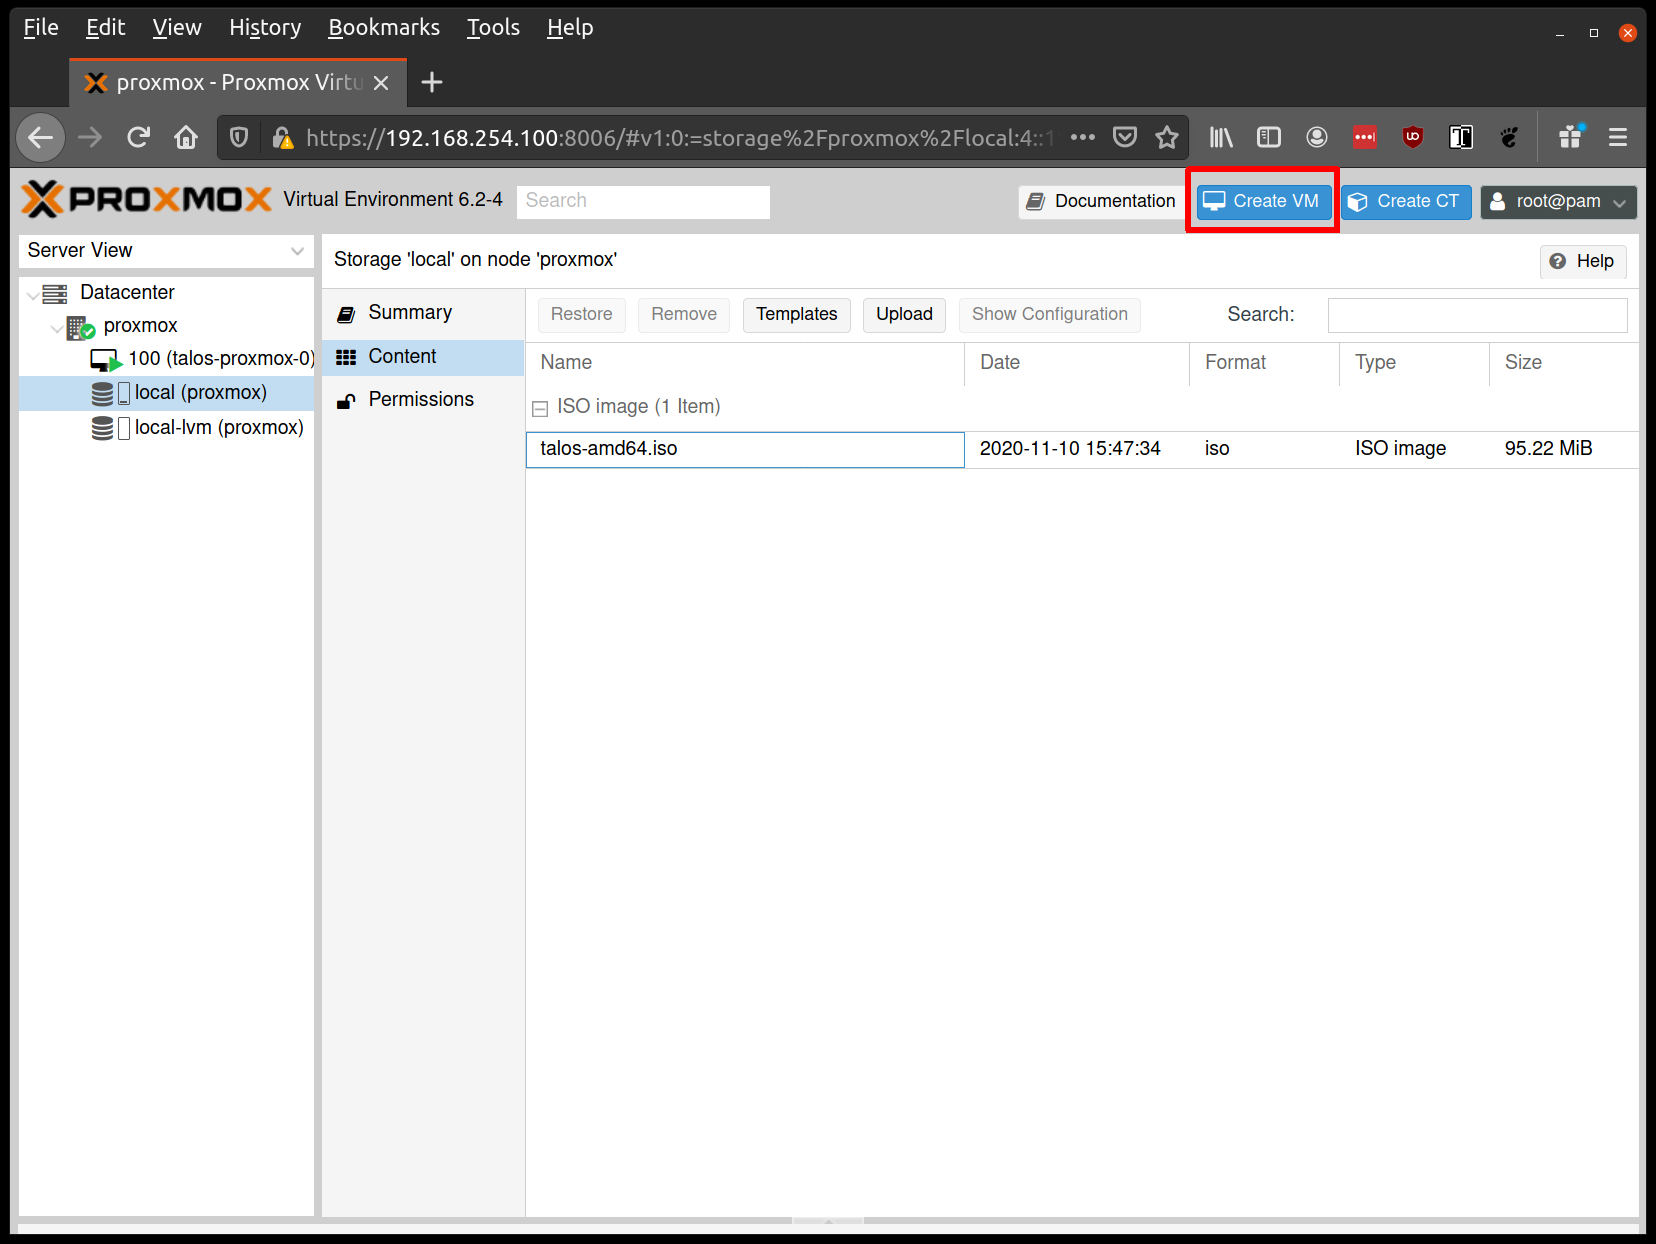 File Edit View History Bookmarks Tools Help
proxmox - Proxmox Virtu
https://192.168.254.100:8006/#v1:0:=storage%2Fproxmox%2Flocal:4::1
PROXMOX Virtual Environment 6.2-4 Search Documentation Create VM Create CT root@pam
Server View
Storage 'local' on node 'proxmox' Help
Datacenter
proxmox
100 (talos-proxmox-0)
local (proxmox)
local-lvm (proxmox)
Summary
Content
Permissions
Restore Remove Templates Upload Show Configuration Search:
Name Date Format Type Size
ISO image (1 Item)
talos-amd64.iso 2020-11-10 15:47:34 iso ISO image 95.22 MiB